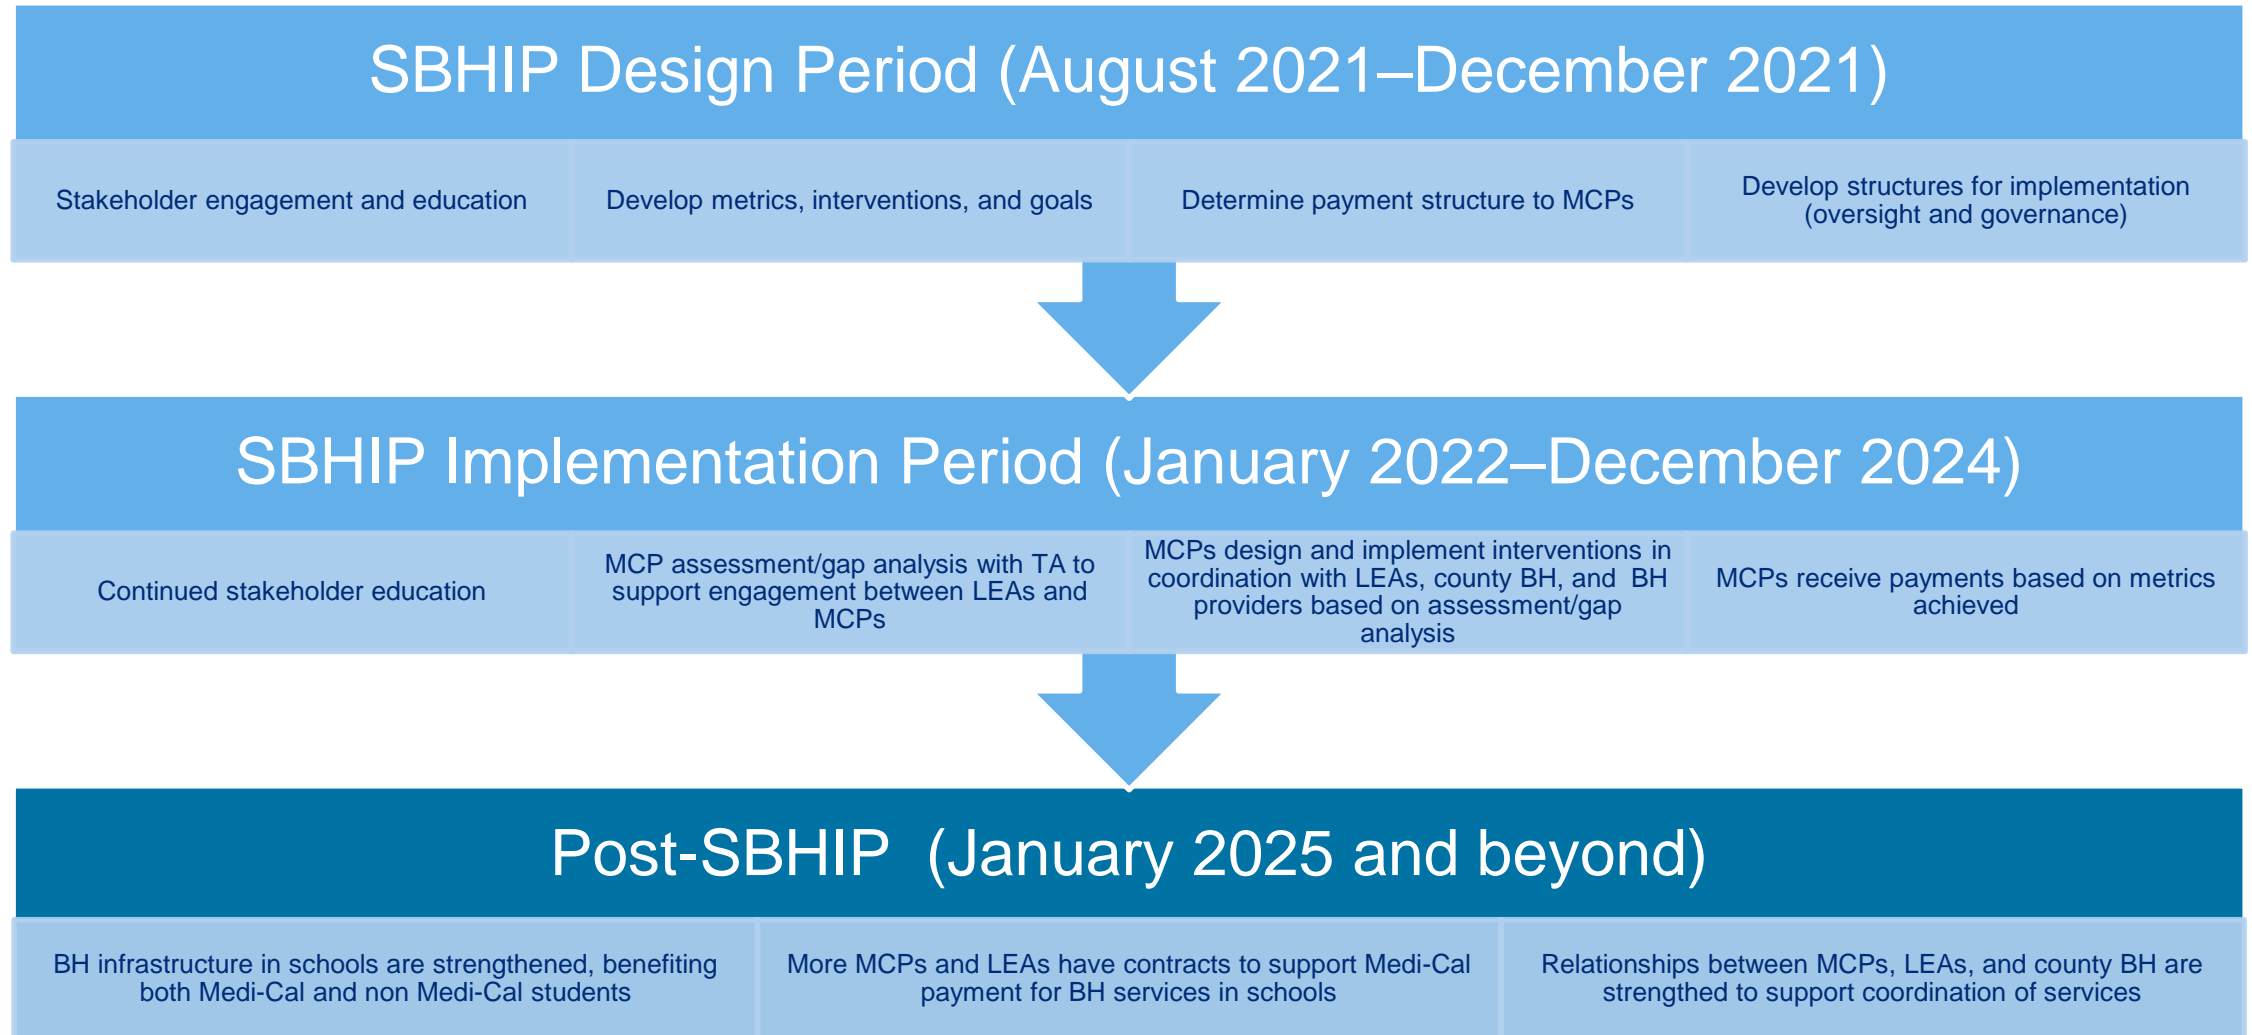 SBHIP Design Period (August 2021–December 2021)
Stakeholder engagement and education
Develop metrics, interventions, and goals
Determine payment structure to MCPs
Develop structures for implementation
(oversight and governance)
SBHIP Implementation Period (January 2022–December 2024)
Continued stakeholder education
MCP assessment/gap analysis with TA to
support engagement between LEAs and
MCPs
MCPs design and implement interventions in
coordination with LEAs, county BH, and  BH
providers based on assessment/gap
analysis
MCPs receive payments based on metrics
achieved
Post-SBHIP  (January 2025 and beyond)
BH infrastructure in schools are strengthened, benefiting
both Medi-Cal and non Medi-Cal students
More MCPs and LEAs have contracts to support Medi-Cal
payment for BH services in schools
Relationships between MCPs, LEAs, and county BH are
strengthed to support coordination of services